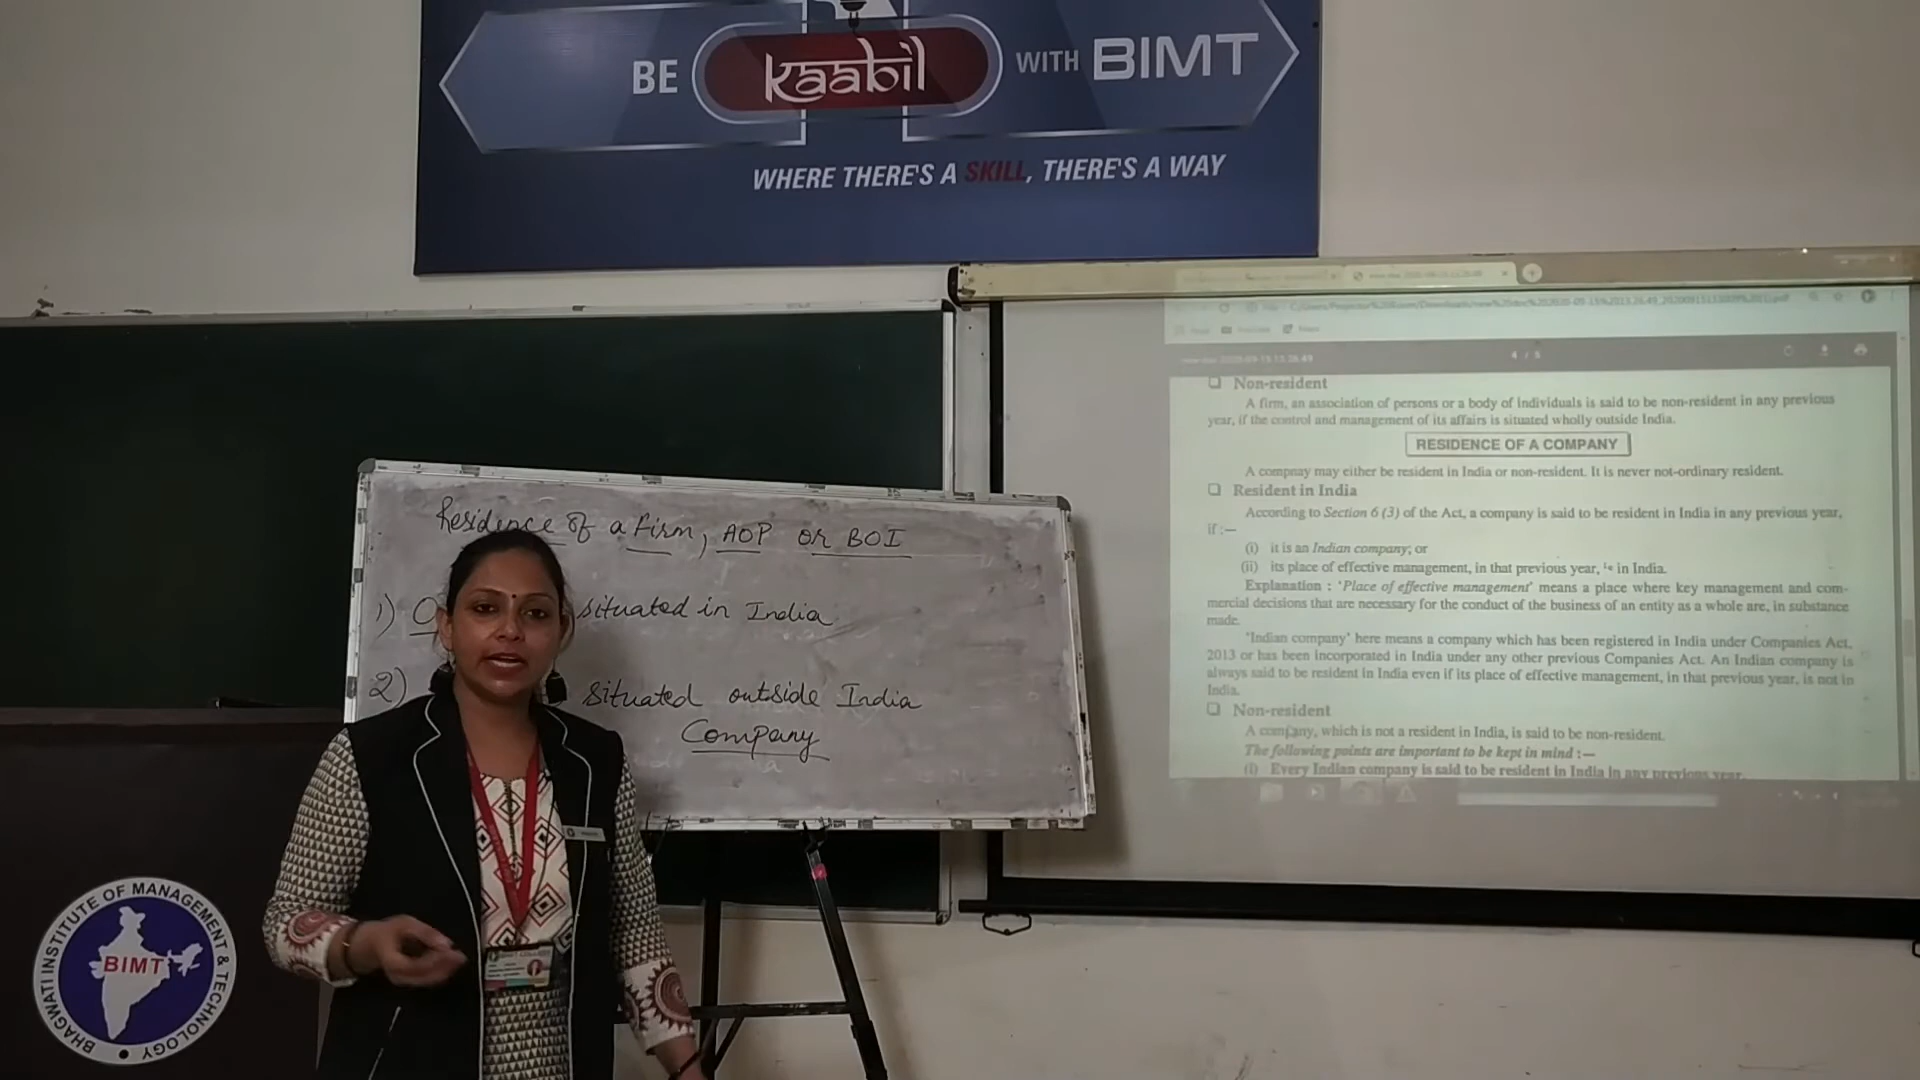 BE kaabil WITH BIMT
WHERE THERE'S A SKILL, THERE'S A WAY
Residence of a Firm, AOP or BOI
1) situated in India
2) situated outside India
Company
4 / 5
Non-resident
A firm, an association of persons or a body of individuals is said to be non-resident in any previous
year, if the control and management of its affairs is situated wholly outside India.
RESIDENCE OF A COMPANY
A compnay may either be resident in India or non-resident. It is never not-ordinary resident.
Resident in India
According to Section 6 (3) of the Act, a company is said to be resident in India in any previous year,
if :—
(i) it is an Indian company; or
(ii) its place of effective management, in that previous year, in India.
Explanation : 'Place of effective management' means a place where key management and com-
mercial decisions that are necessary for the conduct of the business of an entity as a whole are, in substance
made.
'Indian company' here means a company which has been registered in India under Companies Act,
2013 or has been incorporated in India under any other previous Companies Act. An Indian company is
always said to be resident in India even if its place of effective management, in that previous year, is not in
India.
Non-resident
A company, which is not a resident in India, is said to be non-resident.
The following points are important to be kept in mind :—
(i) Every Indian company is said to be resident in India in any previous year.
BHAGWATI INSTITUTE OF MANAGEMENT & TECHNOLOGY
BIMT